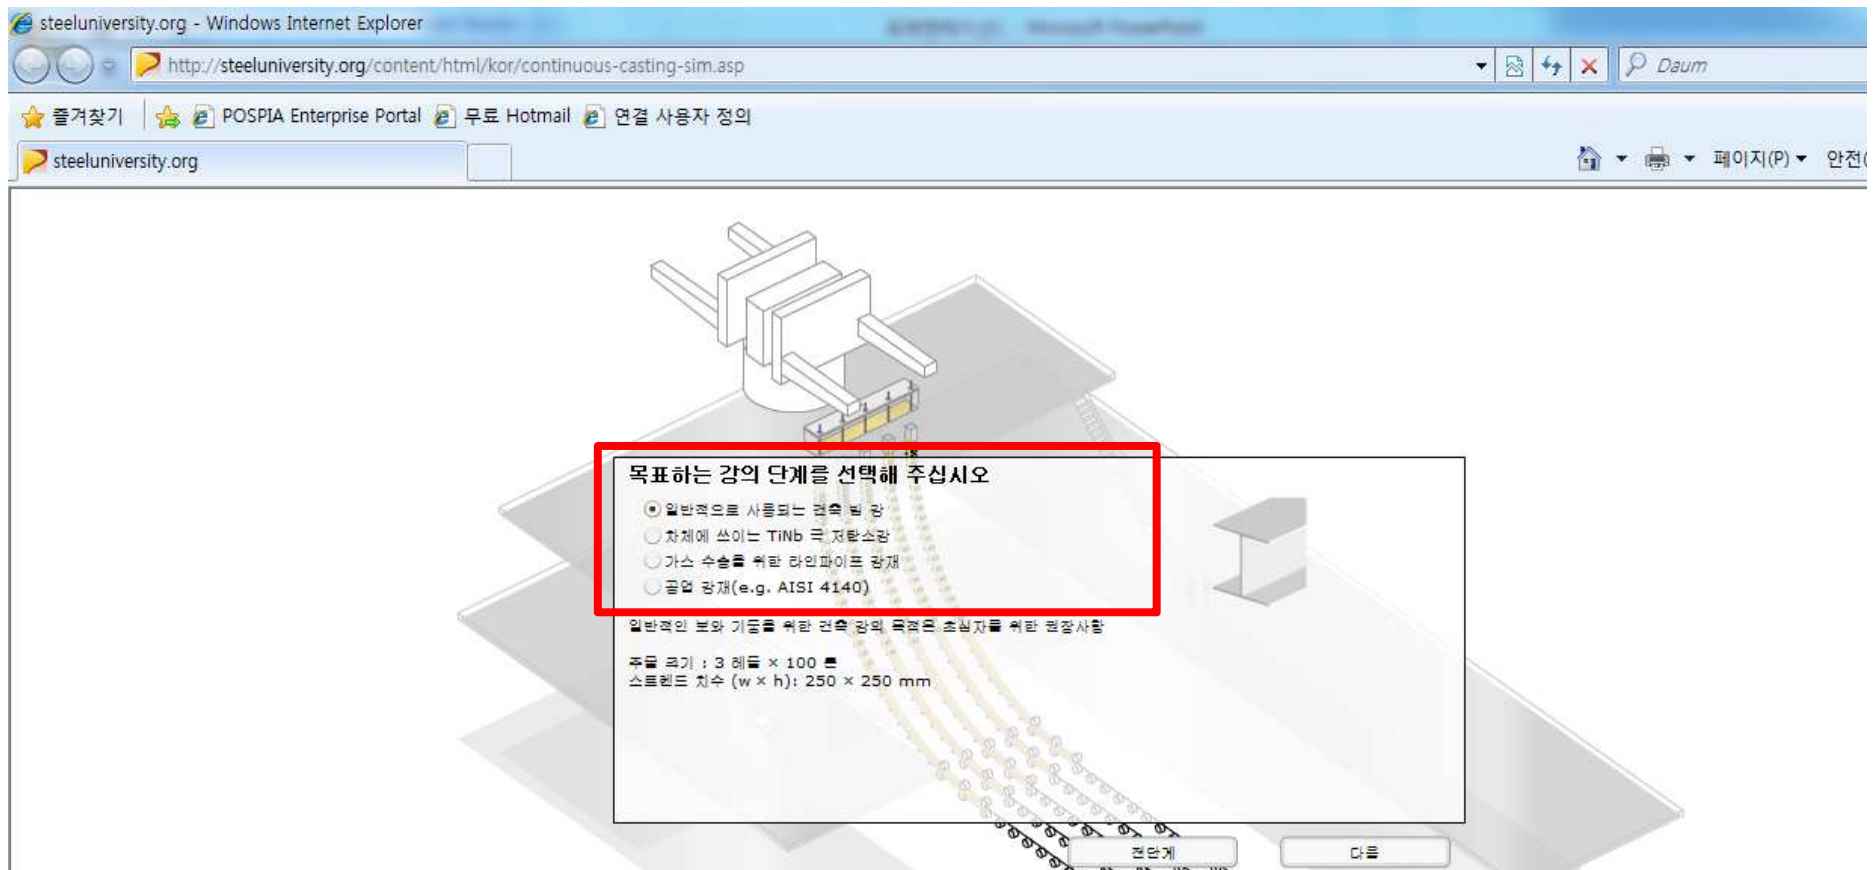 steeluniversity.org - Windows Internet Explorer
http://steeluniversity.org/content/html/kor/continuous-casting-sim.asp
Daum
즐겨찾기 POSPIA Enterprise Portal 무료 Hotmail 연결 사용자 정의
steeluniversity.org
페이지(P) 안전(
목표하는 강의 단계를 선택해 주십시오
일반적으로 사용되는 건축 빔 강
차체에 쓰이는 TiNb 극 저탄소강
가스 수송을 위한 라인파이프 강재
공업 강재(e.g. AISI 4140)
일반적인 보와 기둥을 위한 건축 강의 목적은 초심자를 위한 권장사항
주물 크기 : 3 레들 × 100 톤
스트렌드 치수 (w × h): 250 × 250 mm
전단계 다음